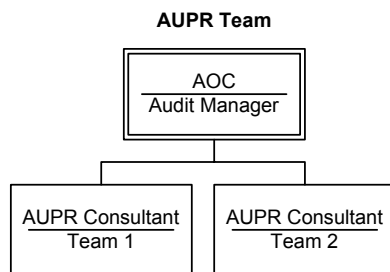 AUPR Team
AOC
Audit Manager
AUPR Consultant
Team 1
AUPR Consultant
Team 2